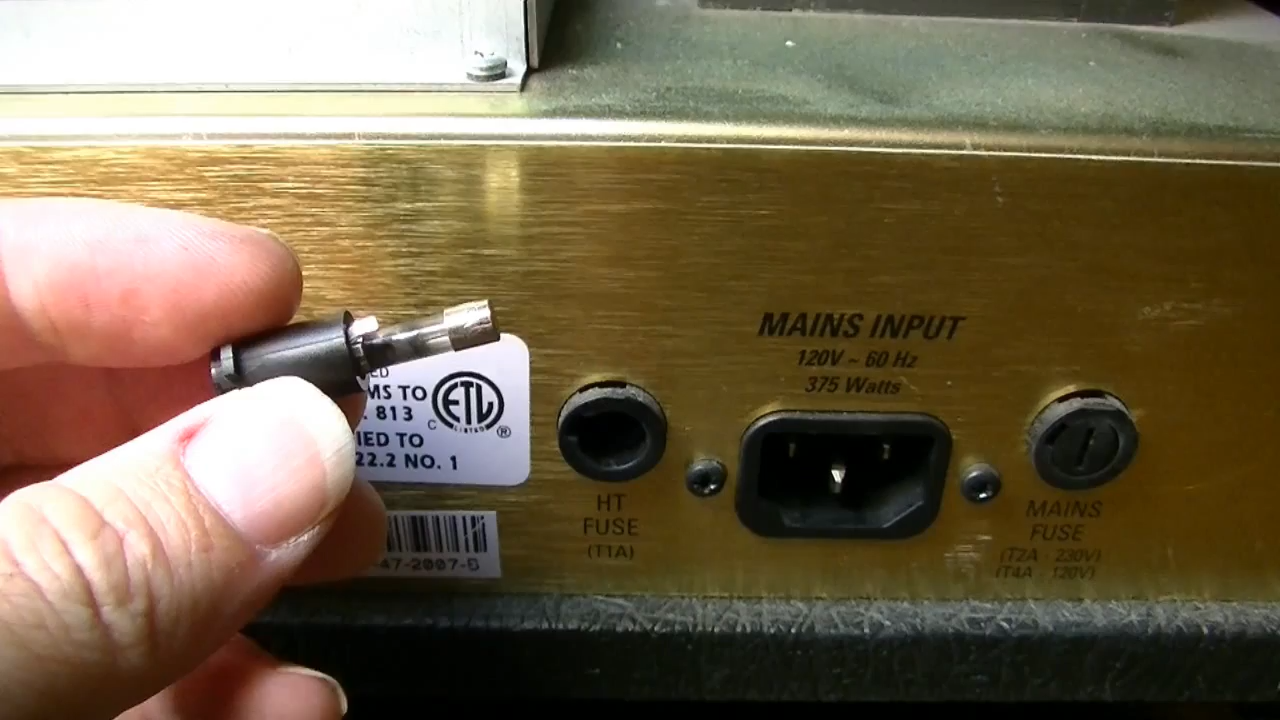 MS TO
813
C ETL
LISTED
®
IED TO
22.2 NO. 1
47-2007-
MAINS INPUT
120V ~ 60 Hz
375 Watts
HT
FUSE
(T1A)
MAINS
FUSE
(T2A - 230V)
(T4A - 120V)